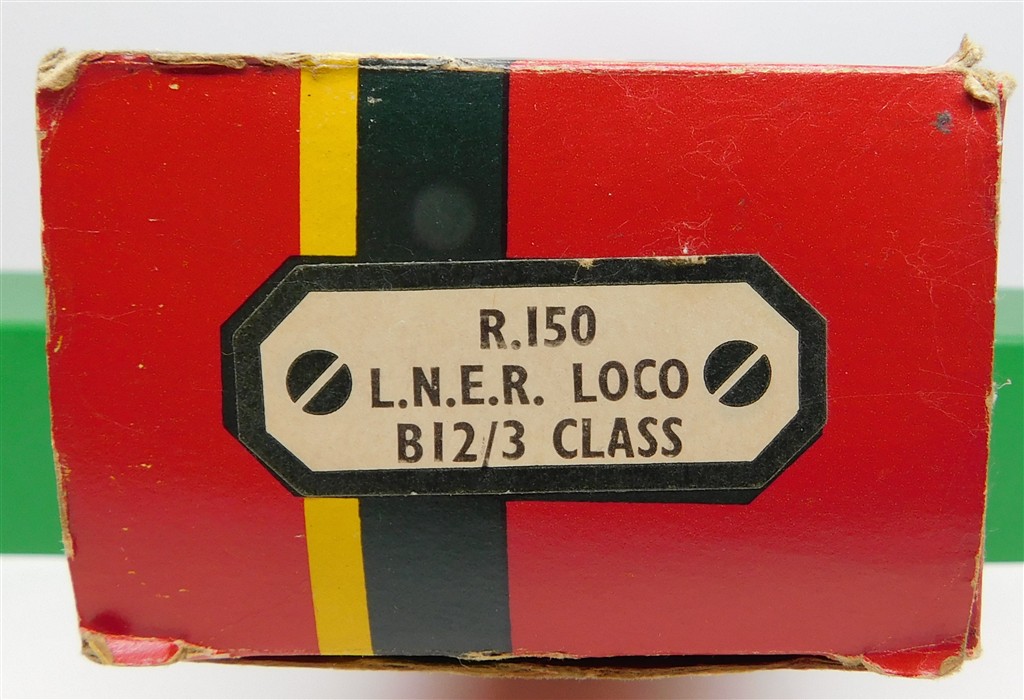 R.150
L.N.E.R. LOCO
B12/3 CLASS